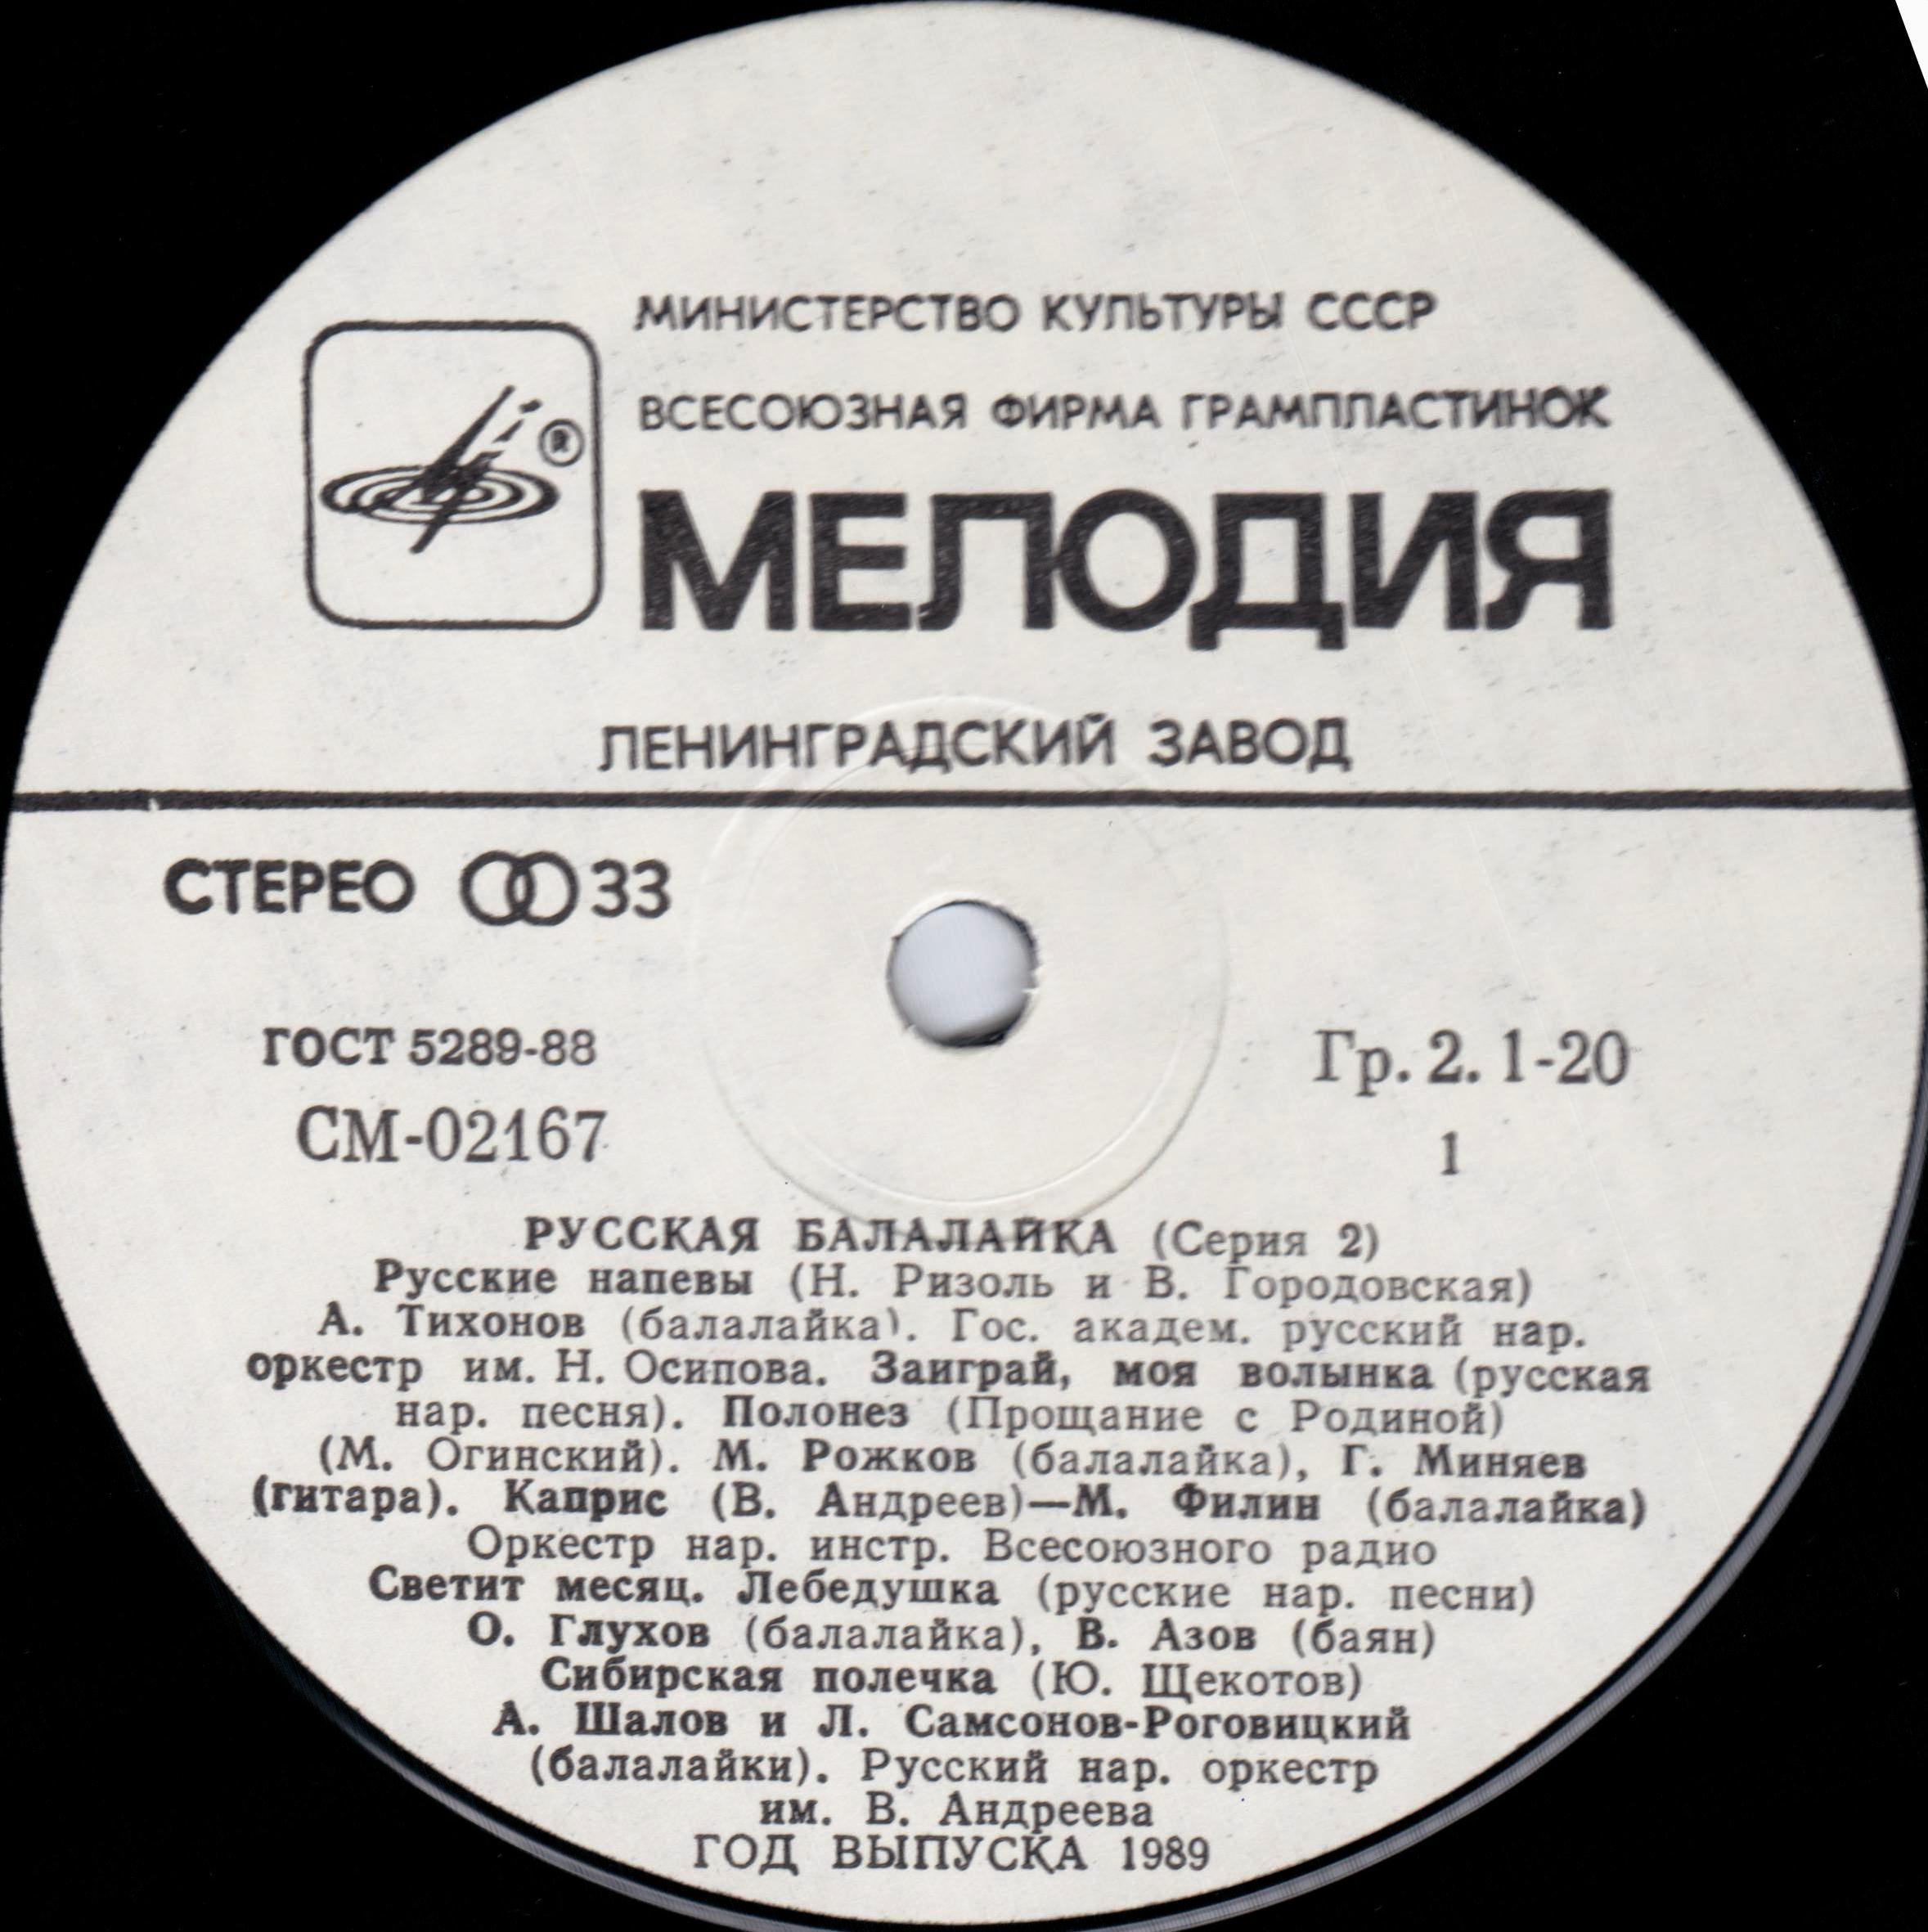 МИНИСТЕРСТВО КУЛЬТУРЫ СССР
ВСЕСОЮЗНАЯ ФИРМА ГРАМПЛАСТИНОК
®
МЕЛОДИЯ
ЛЕНИНГРАДСКИЙ ЗАВОД
СТЕРЕО 33
ГОСТ 5289-88
Гр. 2. 1-20
СМ-02167
1
РУССКАЯ БАЛАЛАЙКА (Серия 2)
Русские напевы (Н. Ризоль и В. Городовская)
А. Тихонов (балалайка). Гос. академ. русский нар.
оркестр им. Н. Осипова. Заиграй, моя волынка (русская
нар. песня). Полонез (Прощание с Родиной)
(М. Огинский). М. Рожков (балалайка), Г. Миняев
(гитара). Каприс (В. Андреев)—М. Филин (балалайка)
Оркестр нар. инстр. Всесоюзного радио
Светит месяц. Лебедушка (русские нар. песни)
О. Глухов (балалайка), В. Азов (баян)
Сибирская полечка (Ю. Щекотов)
А. Шалов и Л. Самсонов-Роговицкий
(балалайки). Русский нар. оркестр
им. В. Андреева
ГОД ВЫПУСКА 1989